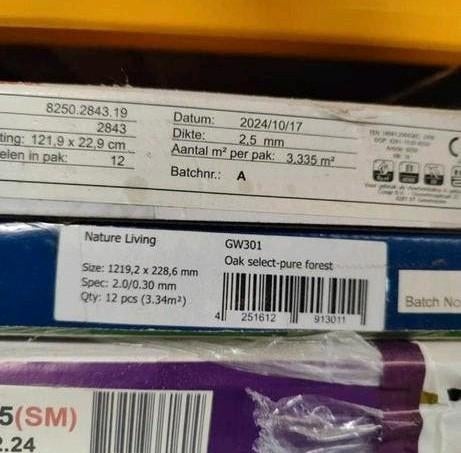 8250.2843.19
2843
ting: 121,9 x 22,9 cm
elen in pak: 12
Datum: 2024/10/17
Dikte: 2,5 mm
Aantal m² per pak: 3,335 m²
Batchnr.: A
Nature Living
GW301
Oak select-pure forest
Size: 1219,2 x 228,6 mm
Spec: 2.0/0.30 mm
Qty: 12 pcs (3.34m²)
4 251612 913011
Batch No
5(SM)
2.24